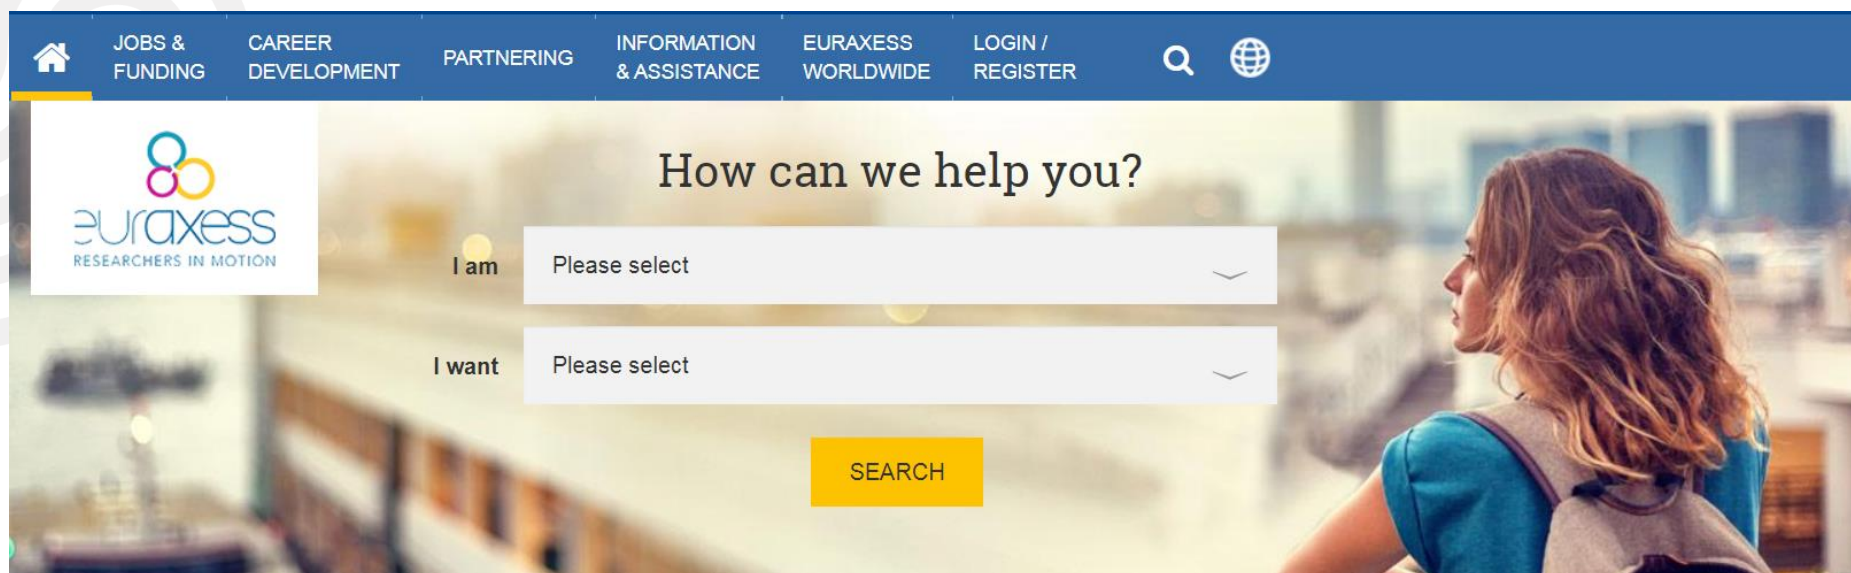 JOBS &
FUNDING
CAREER
DEVELOPMENT
PARTNERING
INFORMATION
& ASSISTANCE
EURAXESS
WORLDWIDE
LOGIN /
REGISTER
euraxess
RESEARCHERS IN MOTION
How can we help you?
I am Please select
I want Please select
SEARCH